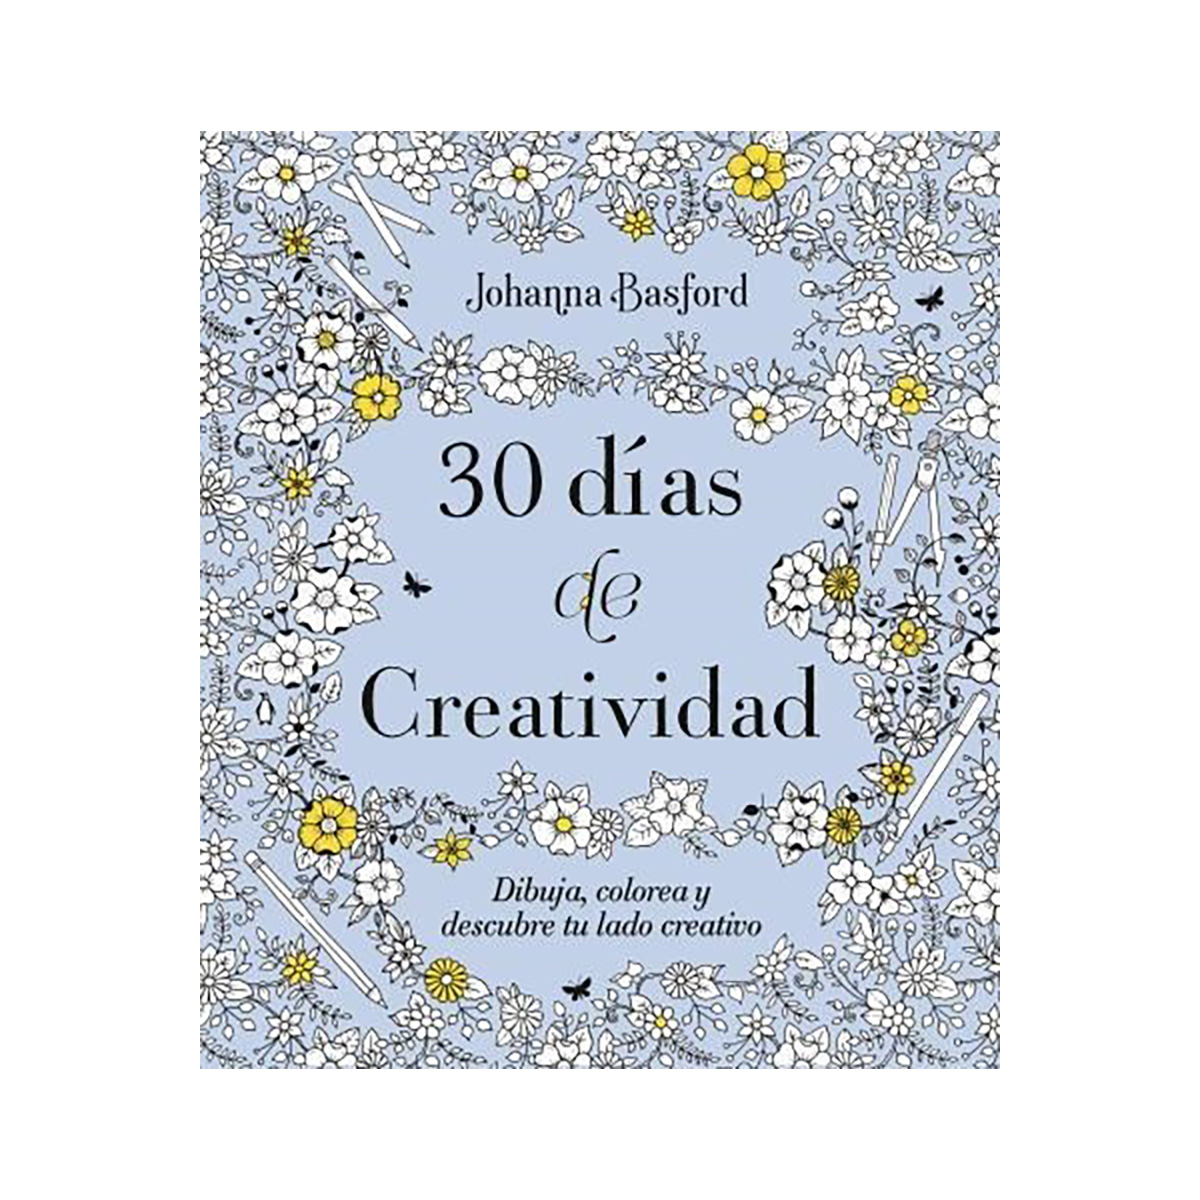 Johanna Basford
30 días
de
Creatividad
Dibuja, colorea y
descubre tu lado creativo